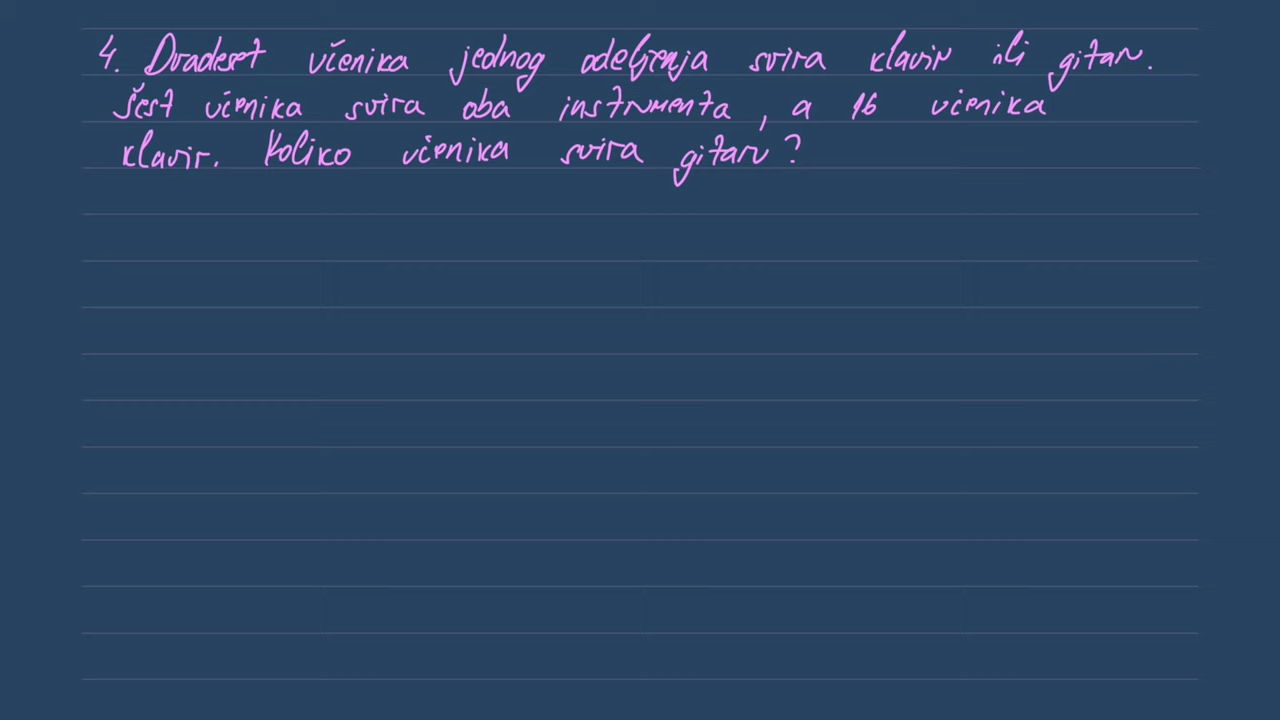 4. Dvadeset učenika jednog odeljenja svira klavir ili gitaru.
Šest učenika svira oba instrumenta, a 16 učenika
klavir. Koliko učenika svira gitaru?